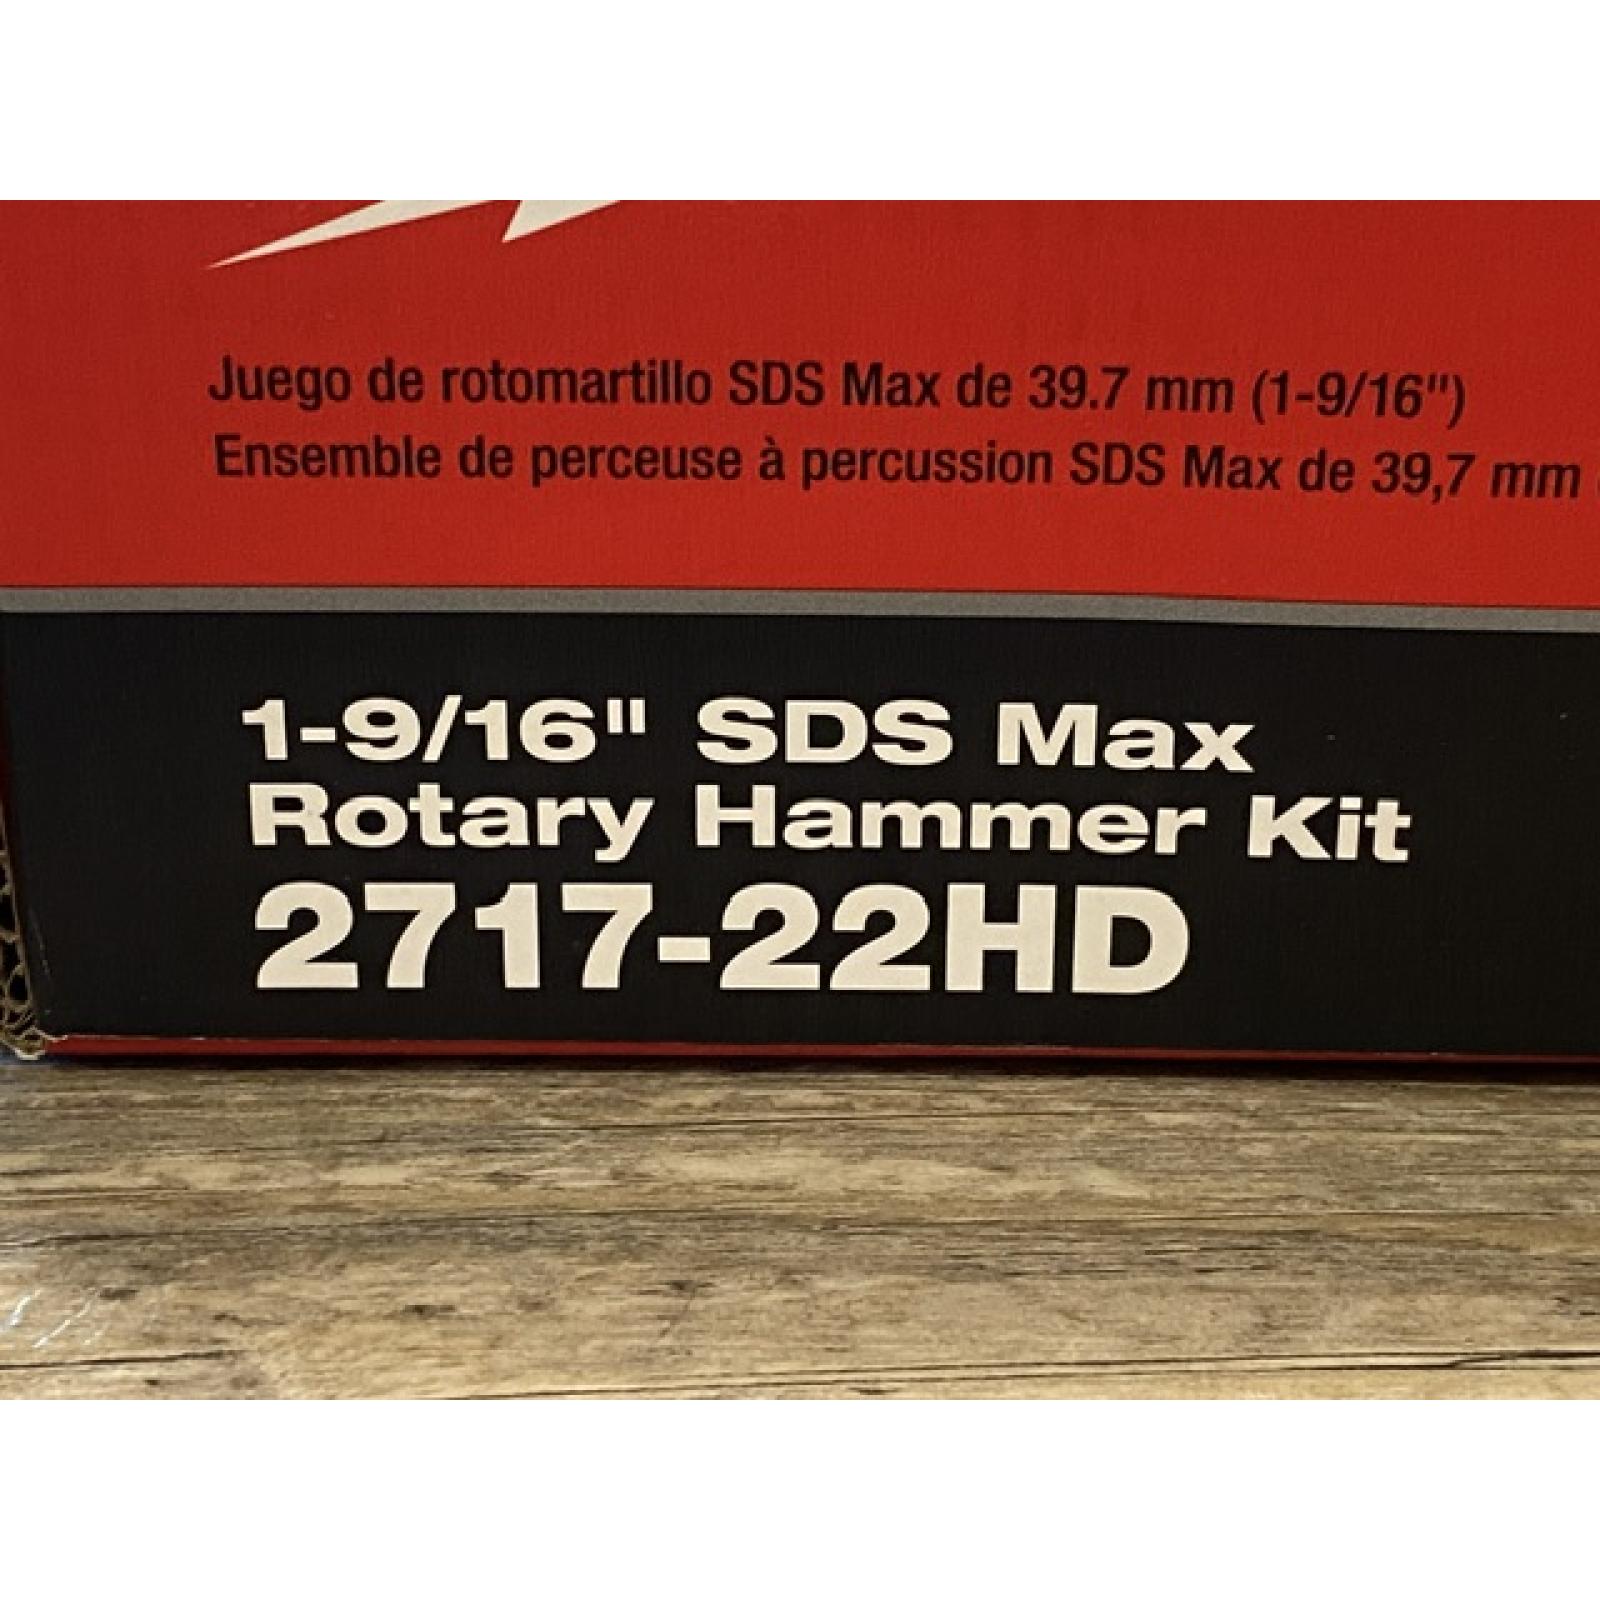 Juego de rotomartillo SDS Max de 39.7 mm (1-9/16")
Ensemble de perceuse à percussion SDS Max de 39,7 mm
1-9/16" SDS Max
Rotary Hammer Kit
2717-22HD